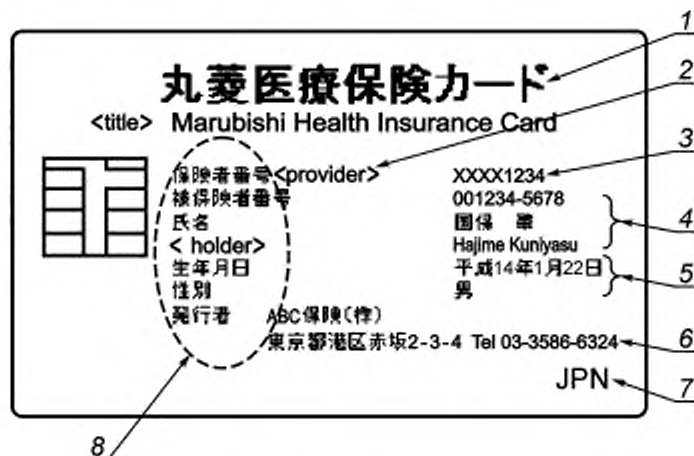 1
丸菱医療保険カード
2
<title> Marubishi Health Insurance Card
保険者番号<provider> XXXX1234 3
被保険者番号 001234-5678
氏名 国保 4
< holder> Hajime Kuniyasu
生年月日 平成14年1月22日 5
性別 男
発行者 ABC保険(株)
東京都港区赤坂2-3-4 Tel 03-3586-6324 6
JPN 7
8